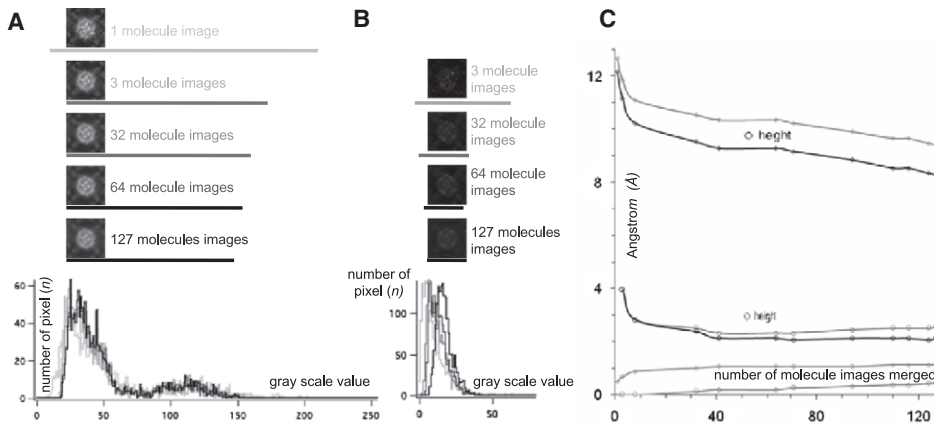 A
1 molecule image
3 molecule images
32 molecule images
64 molecule images
127 molecules images
number of pixel (n)
60
40
20
0
gray scale value
0 50 100 150 200 250
B
3 molecule
images
32 molecule
images
64 molecule
images
127 molecules
images
number of
pixel (n)
100
50
0
gray scale value
0 50
C
12
8
4
0
Angstrom (Å)
height
height
number of molecule images merged
0 40 80 120